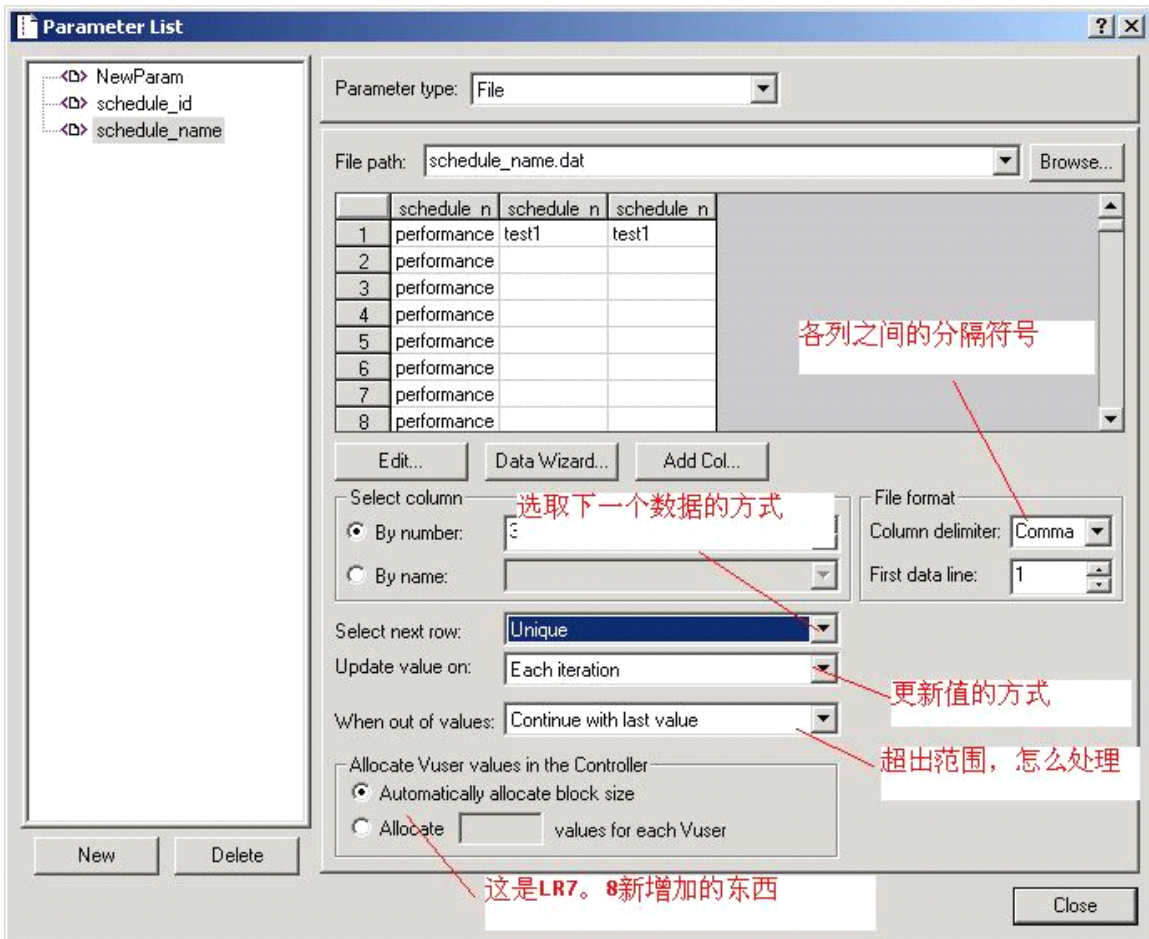 Parameter List
NewParam
schedule_id
schedule_name
Parameter type: File
File path: schedule_name.dat Browse...
schedule_n schedule_n schedule_n
1 performance test1 test1
2 performance
3 performance
4 performance
5 performance
6 performance
7 performance
8 performance
各列之间的分隔符号
Edit... Data Wizard... Add Col...
Select column
选取下一个数据的方式
By number: 3
By name:
File format
Column delimiter: Comma
First data line: 1
Select next row: Unique
Update value on: Each iteration
更新值的方式
When out of values: Continue with last value
超出范围，怎么处理
Allocate Vuser values in the Controller
Automatically allocate block size
Allocate values for each Vuser
New Delete
这是LR7。8新增加的东西
Close